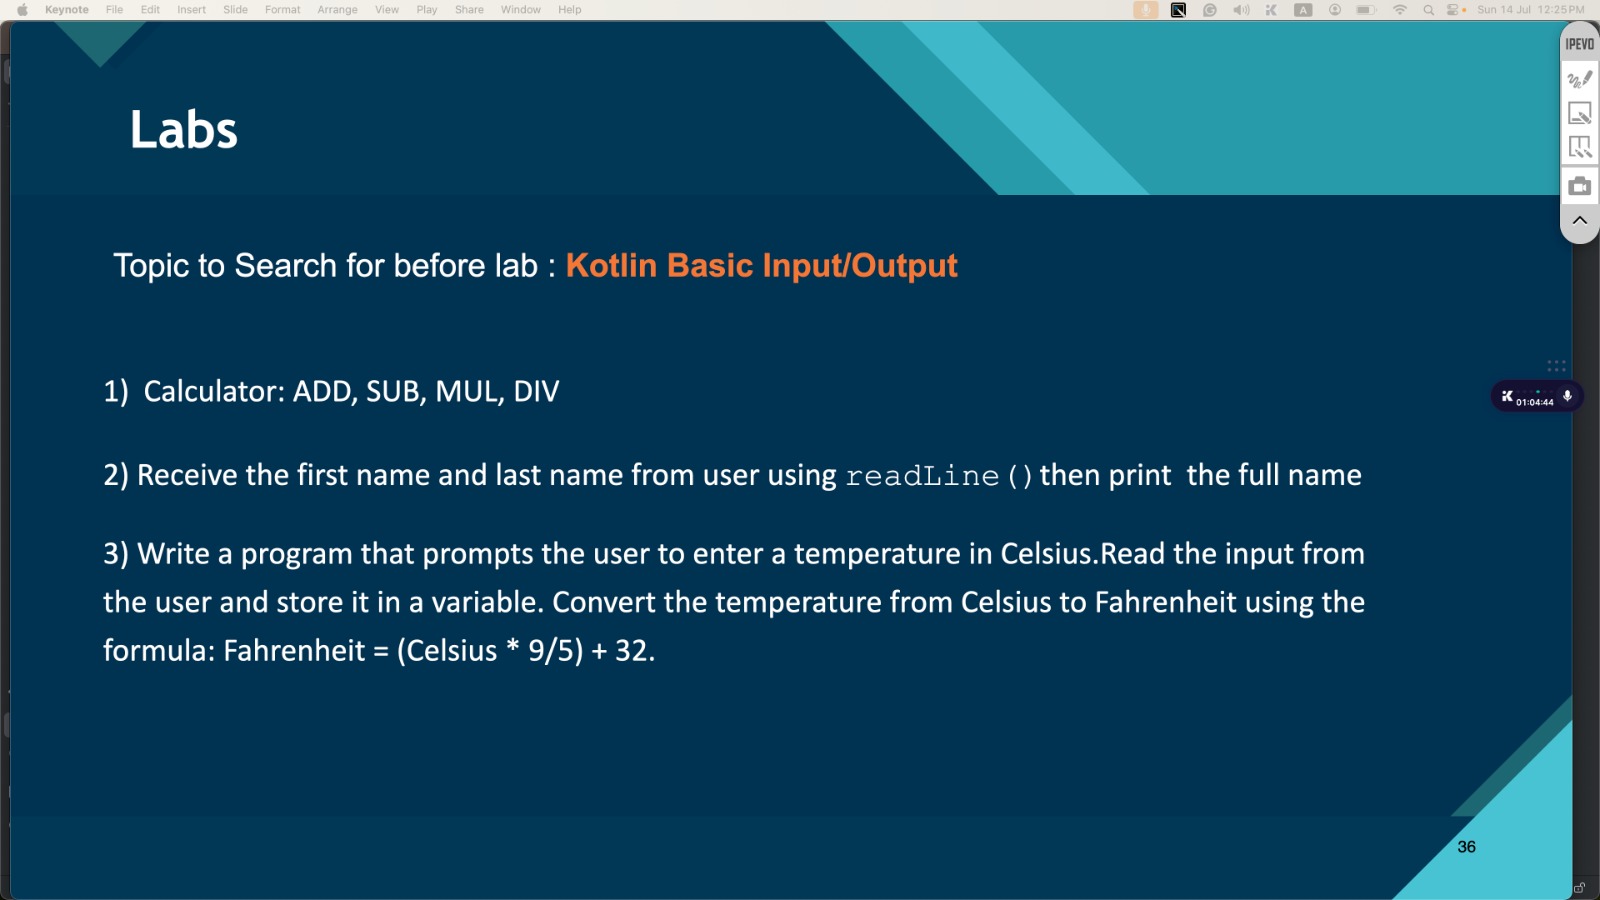 Keynote File Edit Insert Slide Format Arrange View Play Share Window Help A Sun 14 Jul 12:25 PM
IPEVO
Labs
Topic to Search for before lab : Kotlin Basic Input/Output
1) Calculator: ADD, SUB, MUL, DIV
01:04:44
2) Receive the first name and last name from user using readLine() then print the full name
3) Write a program that prompts the user to enter a temperature in Celsius.Read the input from
the user and store it in a variable. Convert the temperature from Celsius to Fahrenheit using the
formula: Fahrenheit = (Celsius * 9/5) + 32.
36